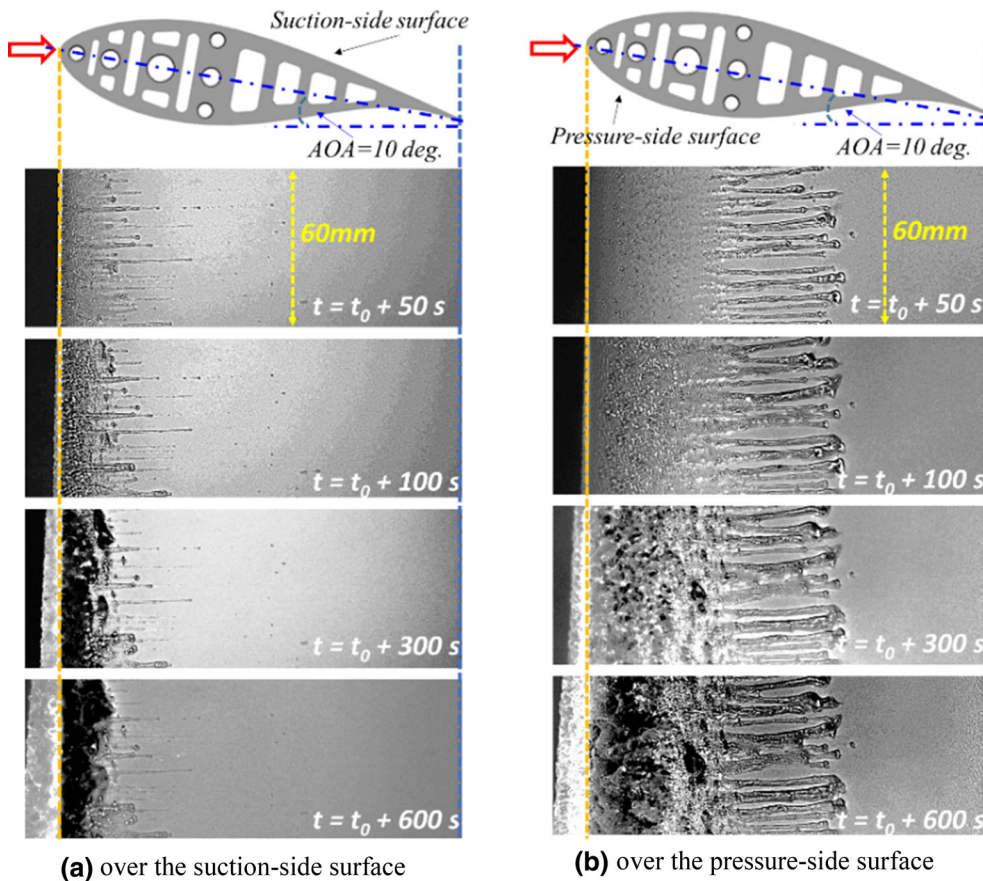 Suction-side surface
(a)
AOA=10 deg.
60mm
t = t0 + 50 s
t = t0 + 100 s
t = t0 + 300 s
t = t0 + 600 s
(a) over the suction-side surface
(b)
Pressure-side surface
AOA=10 deg.
60mm
t = t0 + 50 s
t = t0 + 100 s
t = t0 + 300 s
t = t0 + 600 s
(b) over the pressure-side surface